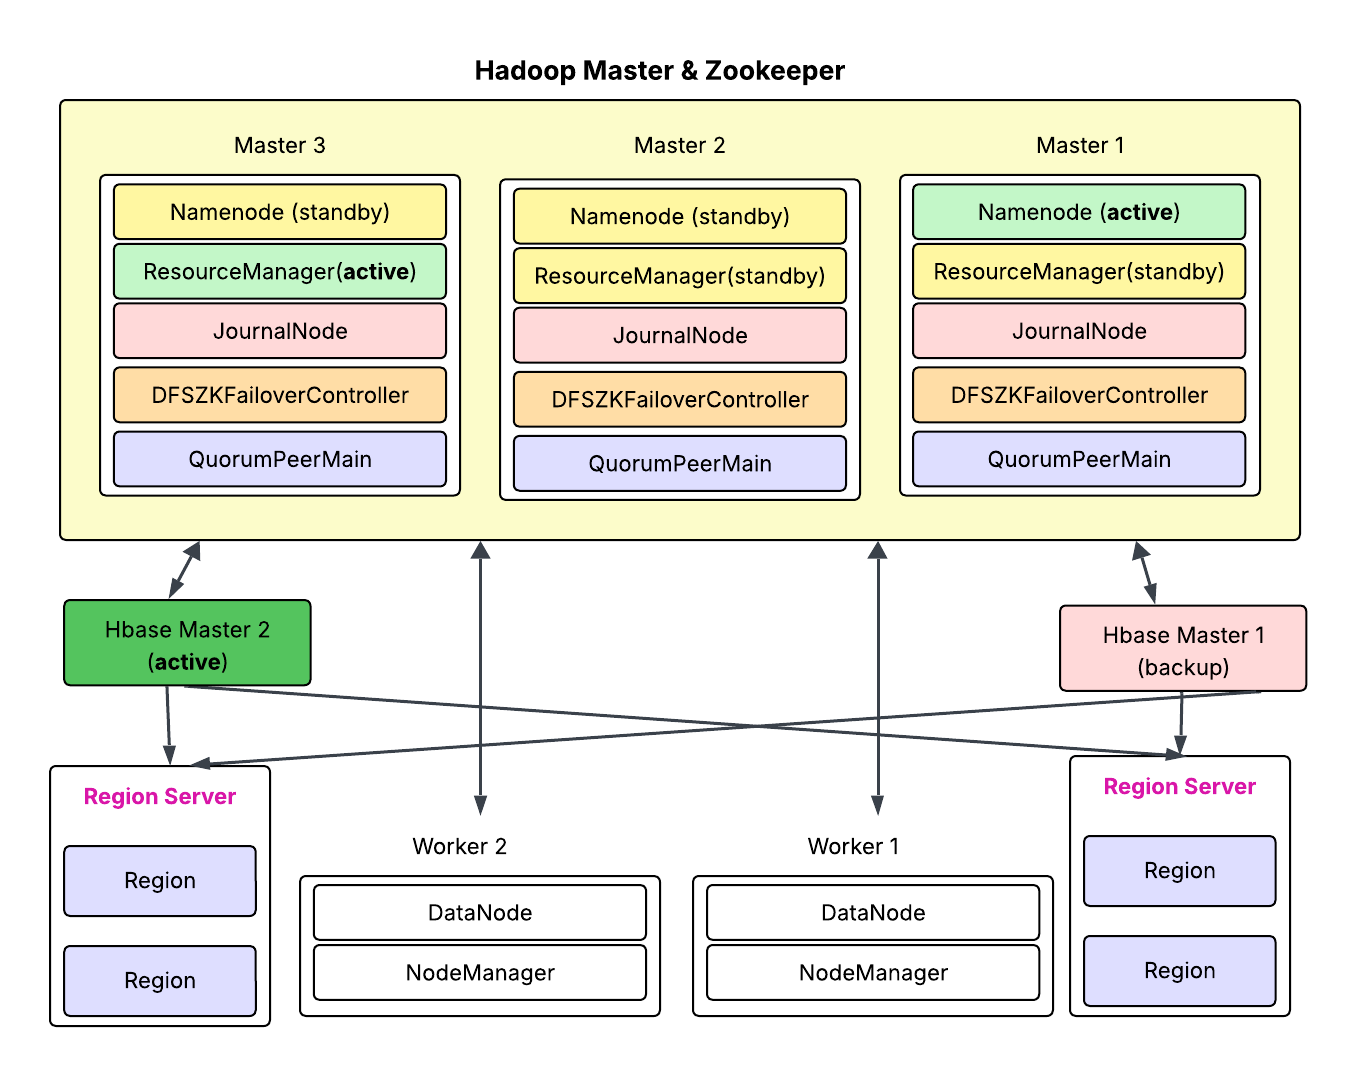 Hadoop Master & Zookeeper
Master 3
Namenode (standby)
ResourceManager(active)
JournalNode
DFSZKFailoverController
QuorumPeerMain
Master 2
Namenode (standby)
ResourceManager(standby)
JournalNode
DFSZKFailoverController
QuorumPeerMain
Master 1
Namenode (active)
ResourceManager(standby)
JournalNode
DFSZKFailoverController
QuorumPeerMain
Hbase Master 2
(active)
Hbase Master 1
(backup)
Region Server
Region
Region
Worker 2
DataNode
NodeManager
Worker 1
DataNode
NodeManager
Region Server
Region
Region